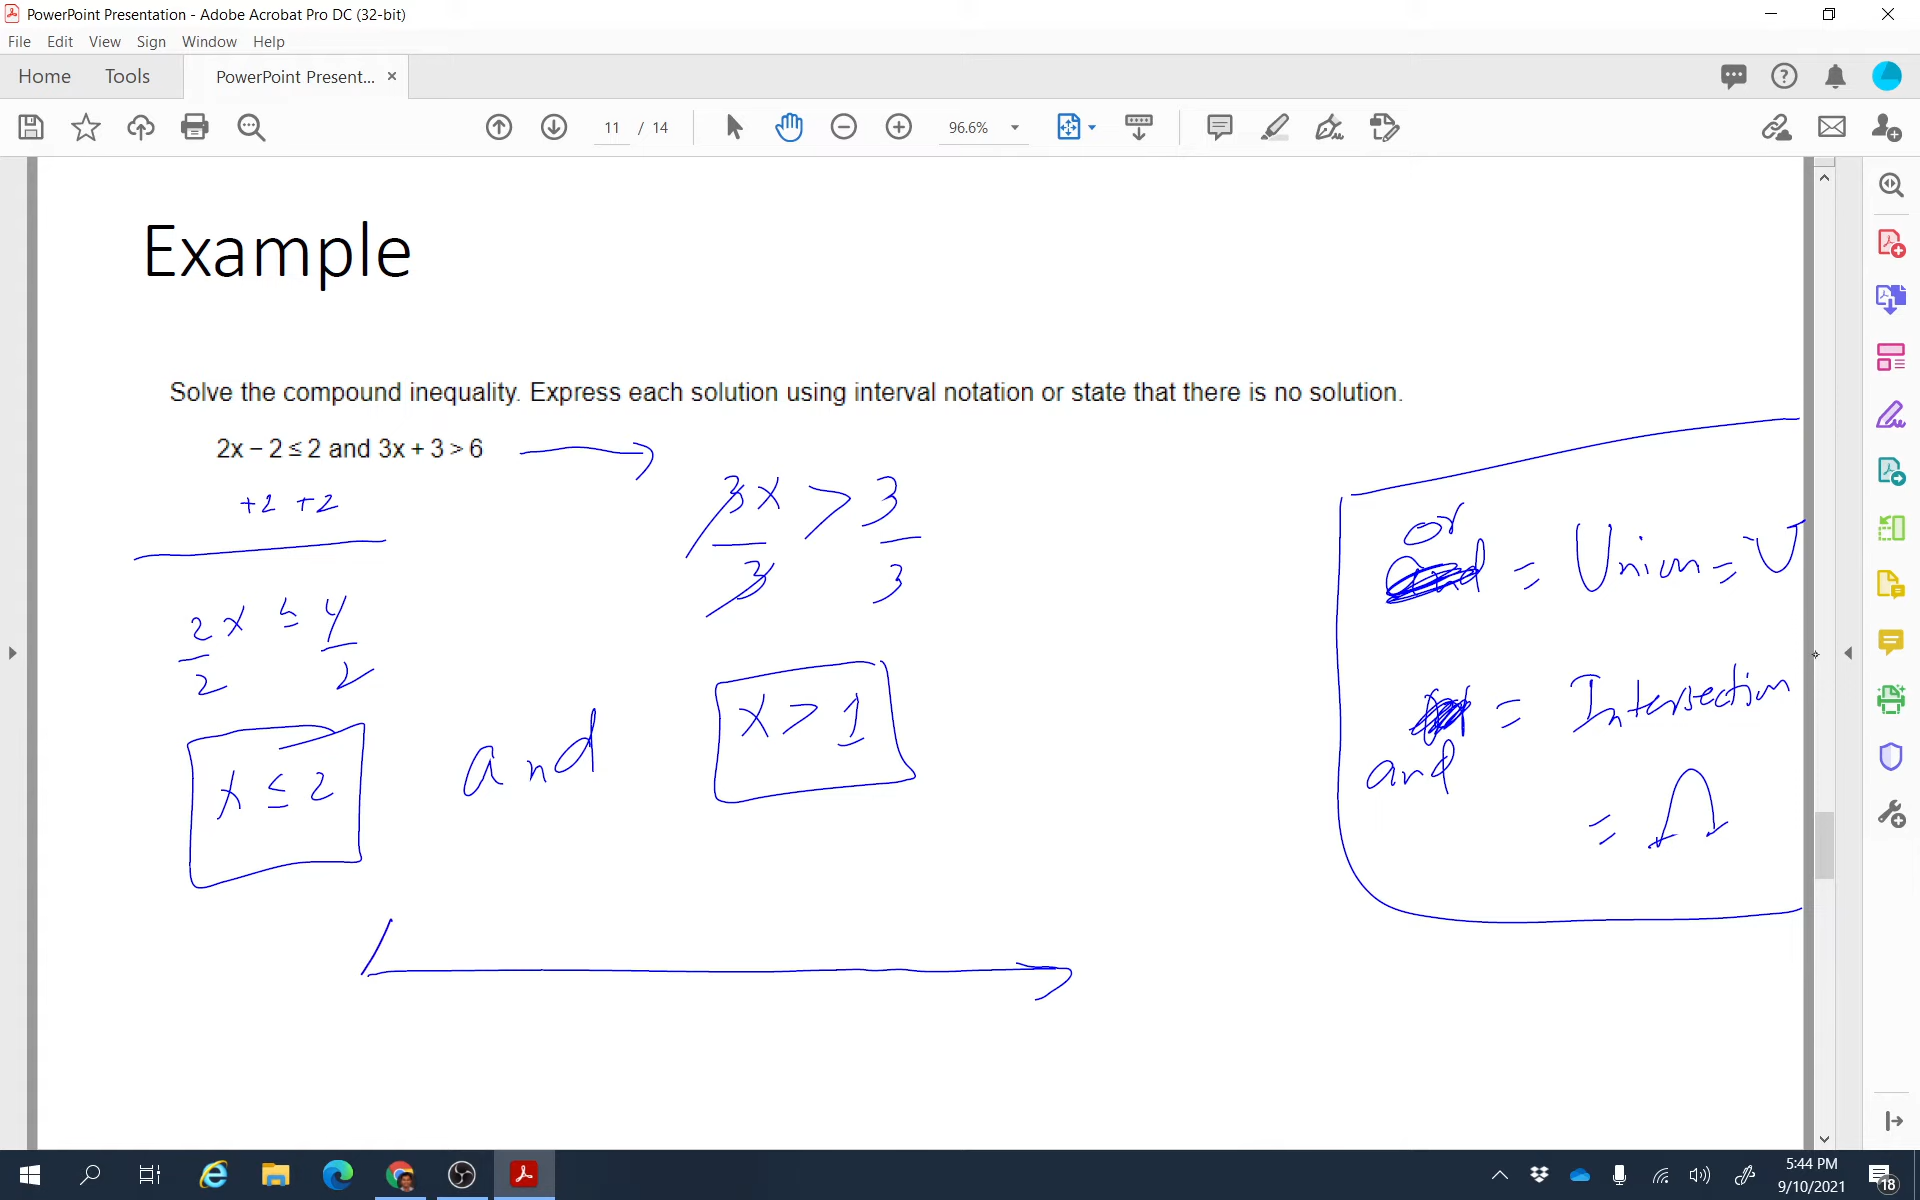 PowerPoint Presentation - Adobe Acrobat Pro DC (32-bit)
File Edit View Sign Window Help
Home Tools PowerPoint Present... ×
11 / 14 96.6%
Example
Solve the compound inequality. Express each solution using interval notation or state that there is no solution.
2x − 2 ≤ 2 and 3x + 3 > 6
+2 +2
3x > 3
3 3
2x ≤ 4
2 2
x ≤ 2 and x > 1
or = Union = U
and = Intersection
= ∩
5:44 PM
9/10/2021
18